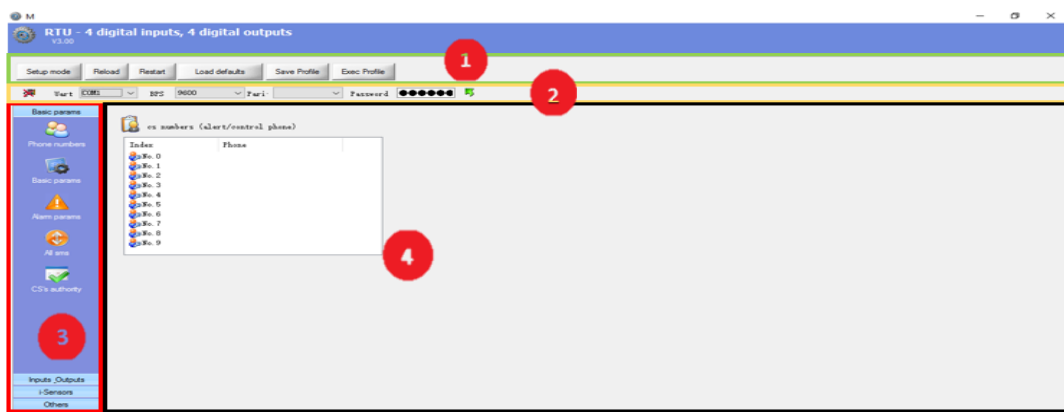 M
RTU - 4 digital inputs, 4 digital outputs
V3.00
Setup mode Reload Restart Load defaults Save Profile Exec Profile
1
Uart COM1 BPS 9600 Pari· Password ●●●●●●
2
Basic params
Phone numbers
Basic params
Alarm params
All sms
CS's authority
3
Inputs_Outputs
i-Sensors
Others
cs numbers (alert/control phone)
Index Phone
No. 0
No. 1
No. 2
No. 3
No. 4
No. 5
No. 6
No. 7
No. 8
No. 9
4